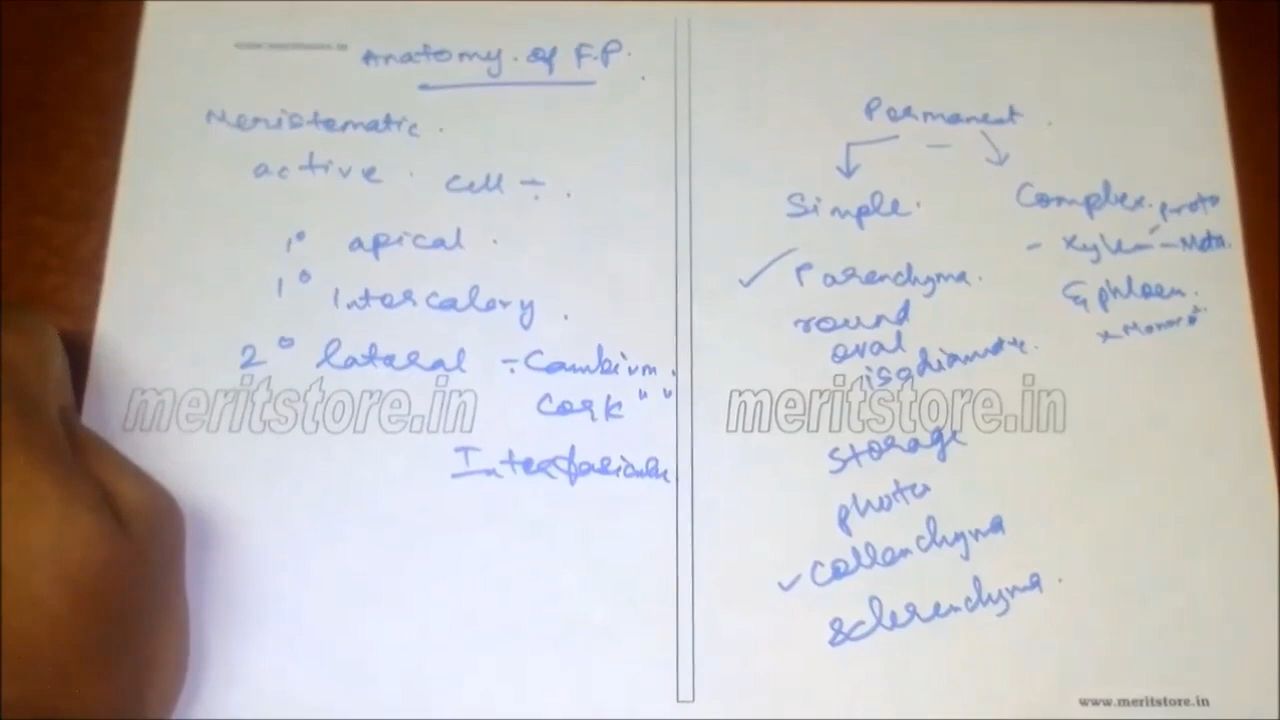 Anatomy of F.P.
Meristematic.
active. cell ÷.
1° apical.
1° Intercalary.
2° lateral ÷ Cambium.
cork " "
meritstore.in
Permanent.
Simple.
Complex. proto
- Xylem - Meta.
Parenchyma.
& phloem.
round
oval
isodiametric.
meritstore.in
storage
photo
✓ collenchyma
sclerenchyma.
www.meritstore.in